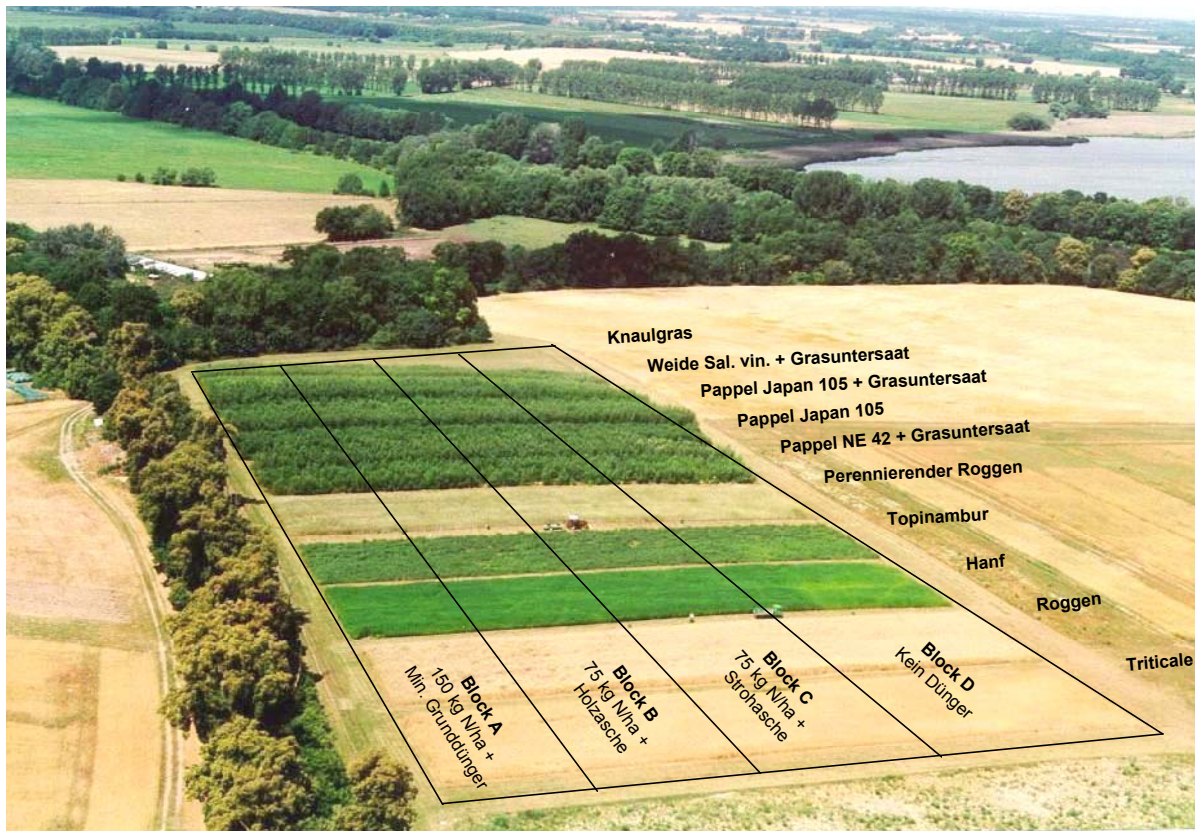 Knaulgras
Weide Sal. vin. + Grasuntersaat
Pappel Japan 105 + Grasuntersaat
Pappel Japan 105
Pappel NE 42 + Grasuntersaat
Perennierender Roggen
Topinambur
Hanf
Roggen
Triticale
Block A
150 kg N/ha +
Min. Grunddünger
Block B
75 kg N/ha +
Holzasche
Block C
75 kg N/ha +
Strohasche
Block D
Kein Dünger